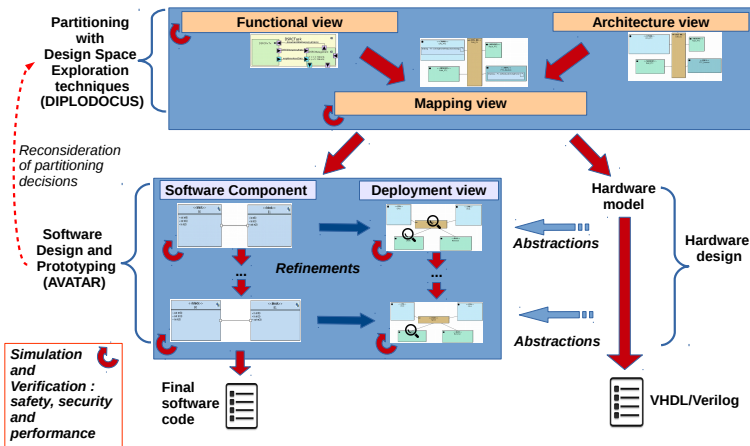 Partitioning
with
Design Space
Exploration
techniques
(DIPLODOCUS)
Functional view
Architecture view
Mapping view
Reconsideration
of partitioning
decisions
Software Component
Deployment view
Hardware
model
Software
Design and
Prototyping
(AVATAR)
Refinements
...
...
Abstractions
Abstractions
Hardware
design
Simulation
and
Verification :
safety, security
and
performance
Final
software
code
VHDL/Verilog